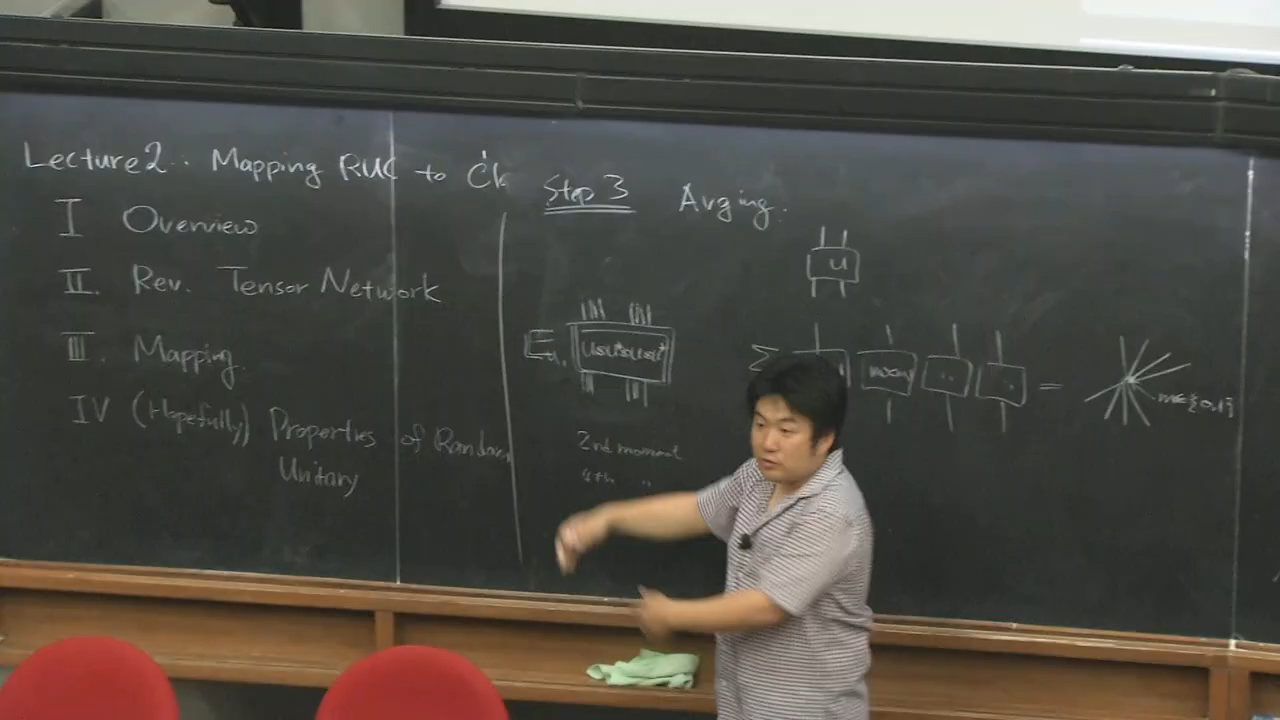 Lecture 2.. Mapping RUC to
I Overview
II. Rev. Tensor Network
III. Mapping
IV (Hopefully) Properties of Random
Unitary
Step 3 Avging.
u
Σ
=
2nd moment
4th "